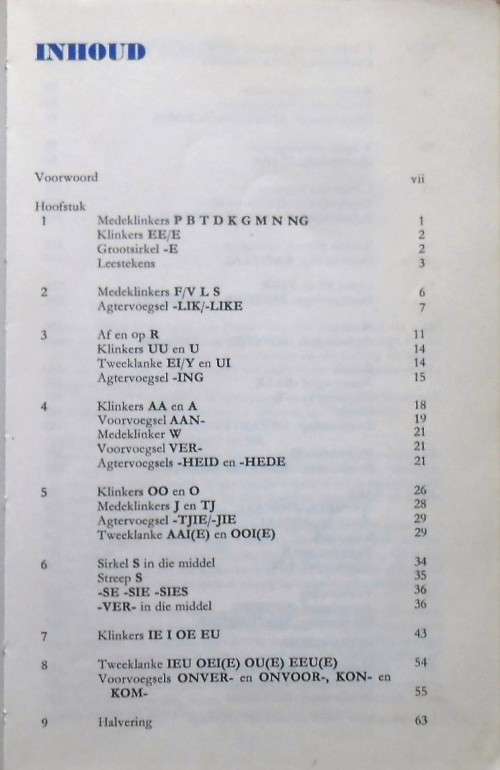 INHOUD
Voorwoord vii
Hoofstuk
1 Medeklinkers P B T D K G M N NG 1
Klinkers EE/E 2
Grootsirkel -E 2
Leestekens 3
2 Medeklinkers F/V L S 6
Agtervoegsel -LIK/-LIKE 7
3 Af en op R 11
Klinkers UU en U 14
Tweeklanke EI/Y en UI 14
Agtervoegsel -ING 15
4 Klinkers AA en A 18
Voorvoegsel AAN- 19
Medeklinker W 21
Voorvoegsel VER- 21
Agtervoegsels -HEID en -HEDE 21
5 Klinkers OO en O 26
Medeklinkers J en TJ 28
Agtervoegsel -TJIE/-JIE 29
Tweeklanke AAI(E) en OOI(E) 29
6 Sirkel S in die middel 34
Streep S 35
-SE -SIE -SIES 36
-VER- in die middel 36
7 Klinkers IE I OE EU 43
8 Tweeklanke IEU OEI(E) OU(E) EEU(E) 54
Voorvoegsels ONVER- en ONVOOR-, KON- en
KOM- 55
9 Halvering 63